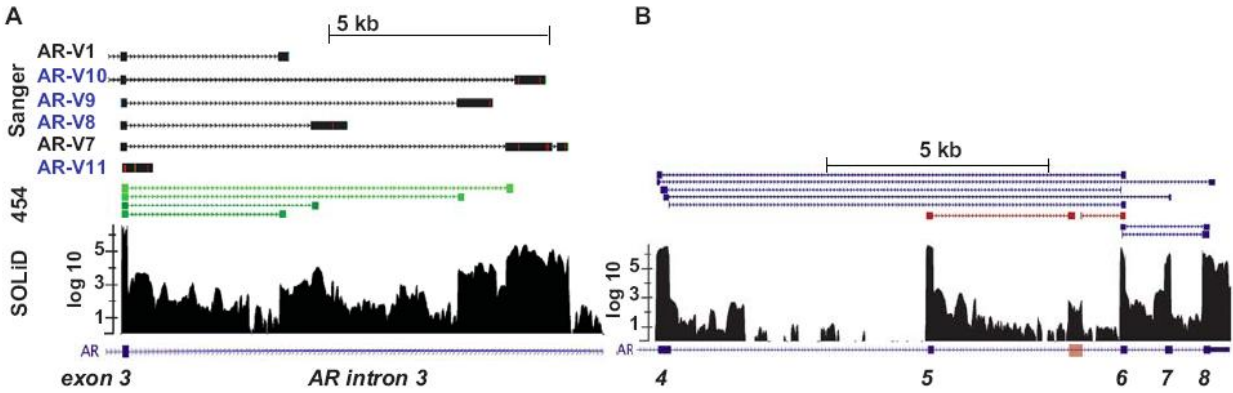 A
5 kb
Sanger
AR-V1
AR-V10
AR-V9
AR-V8
AR-V7
AR-V11
454
SOLiD
log 10
5
3
1
AR
exon 3
AR intron 3
B
5 kb
log 10
5
3
1
AR
4 5 6 7 8